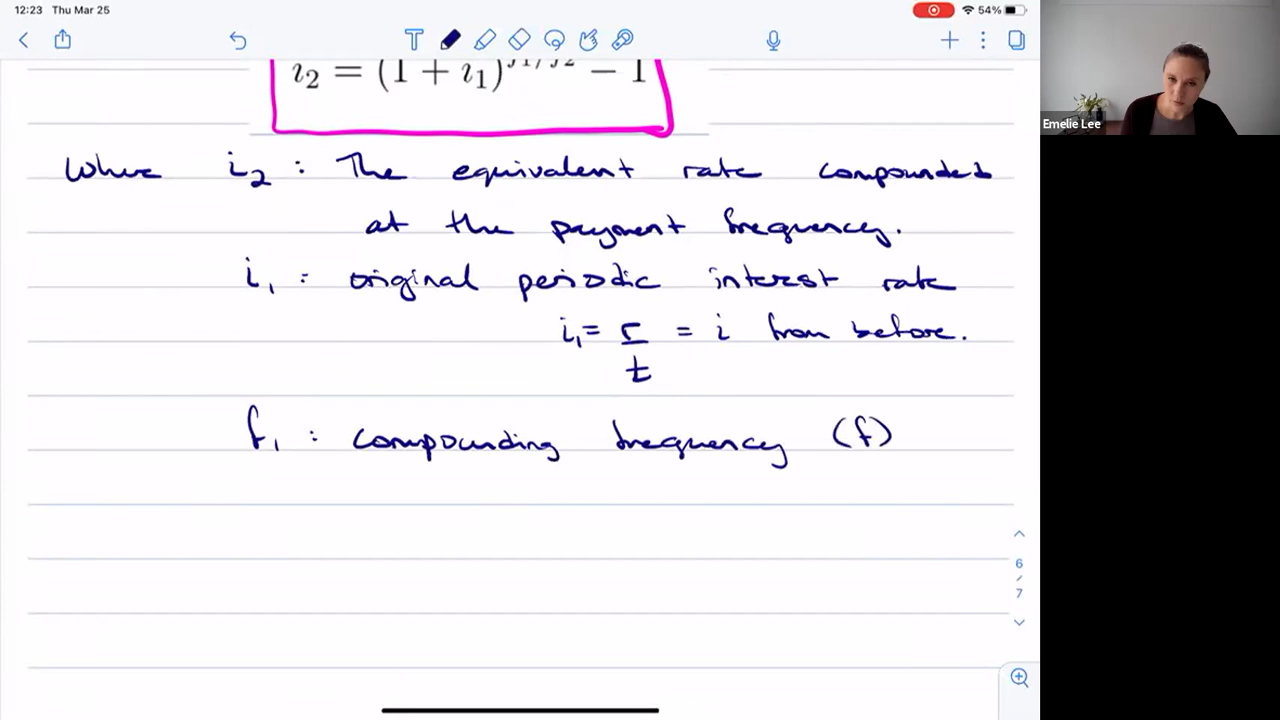 12:23 Thu Mar 25
54%
i₂ = (1 + i₁)^{f1/f2} − 1
Emelie Lee
where i₂ : The equivalent rate compounded
at the payment frequency.
i₁ : original periodic interest rate
i₁ = r/t = i from before.
f₁ : compounding frequency (f)
6
7